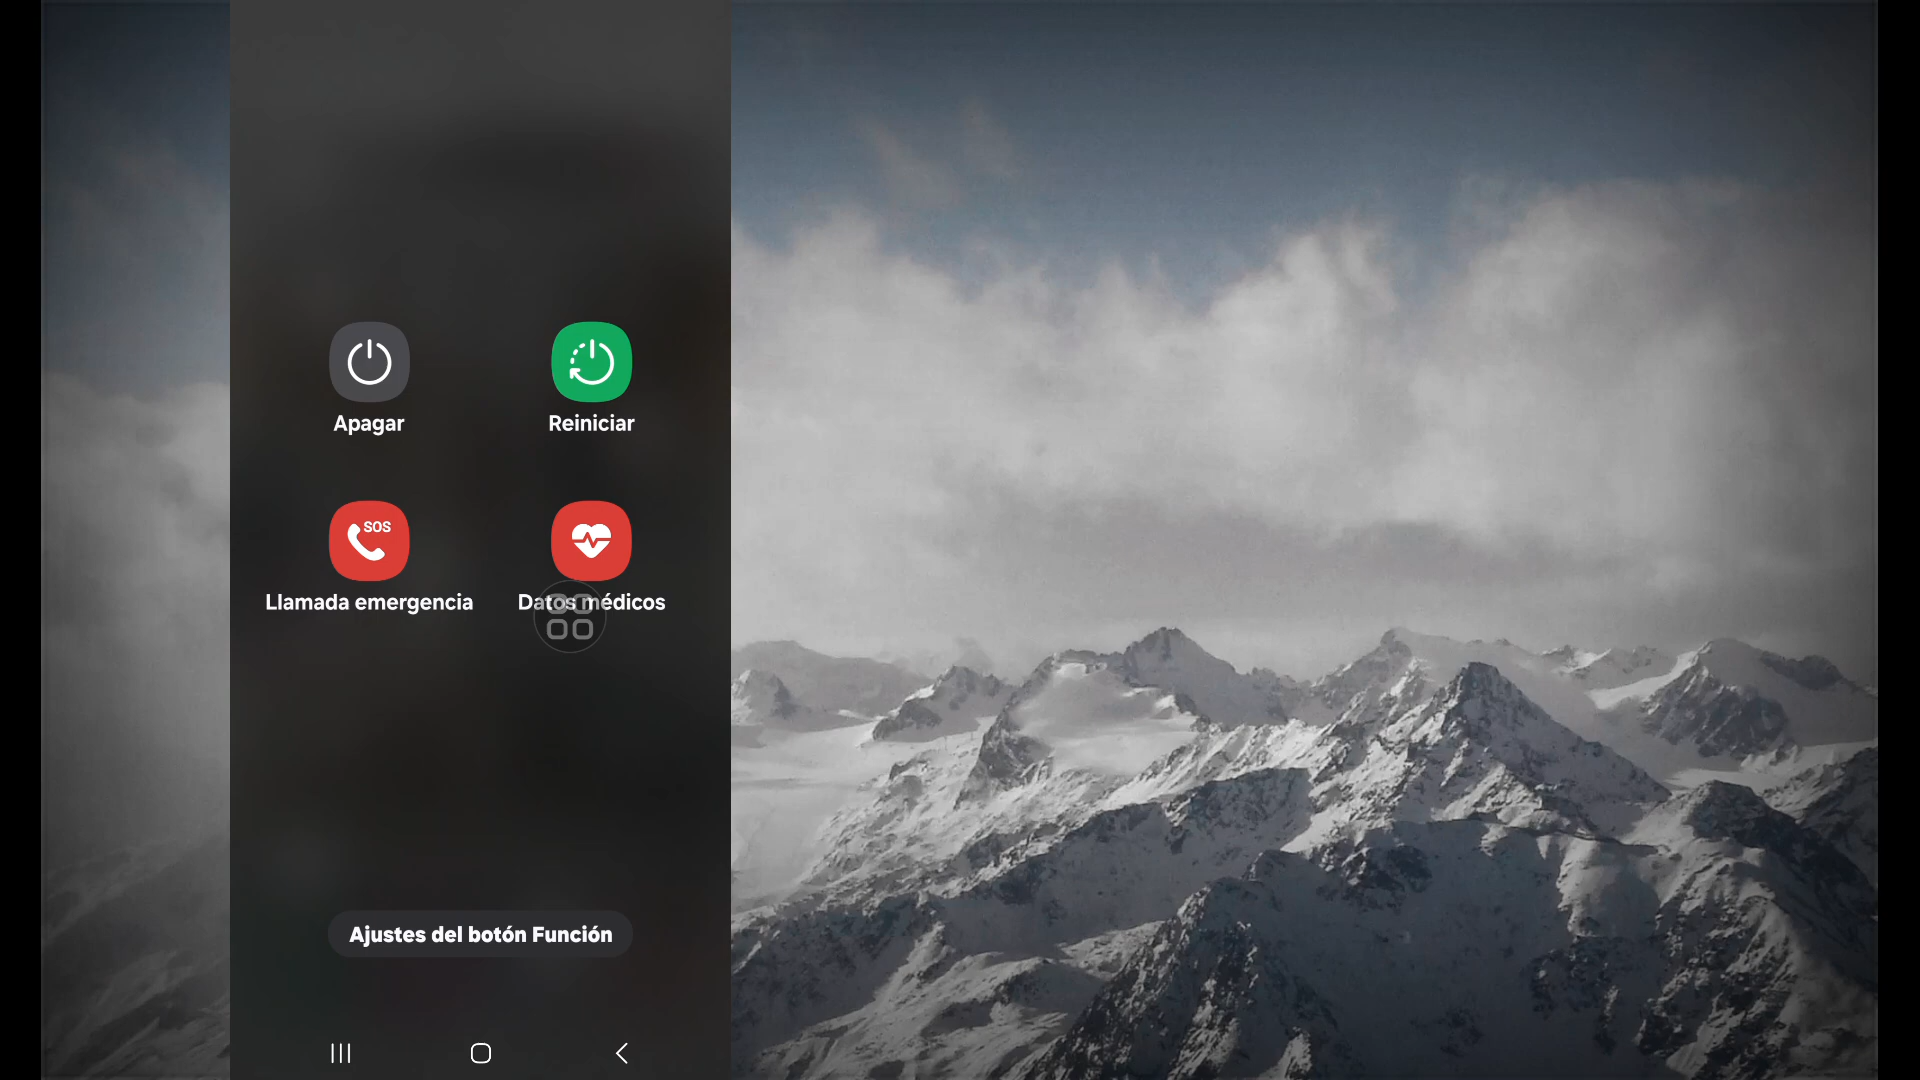 Apagar
Reiniciar
SOS
Llamada emergencia
Datos médicos
Ajustes del botón Función